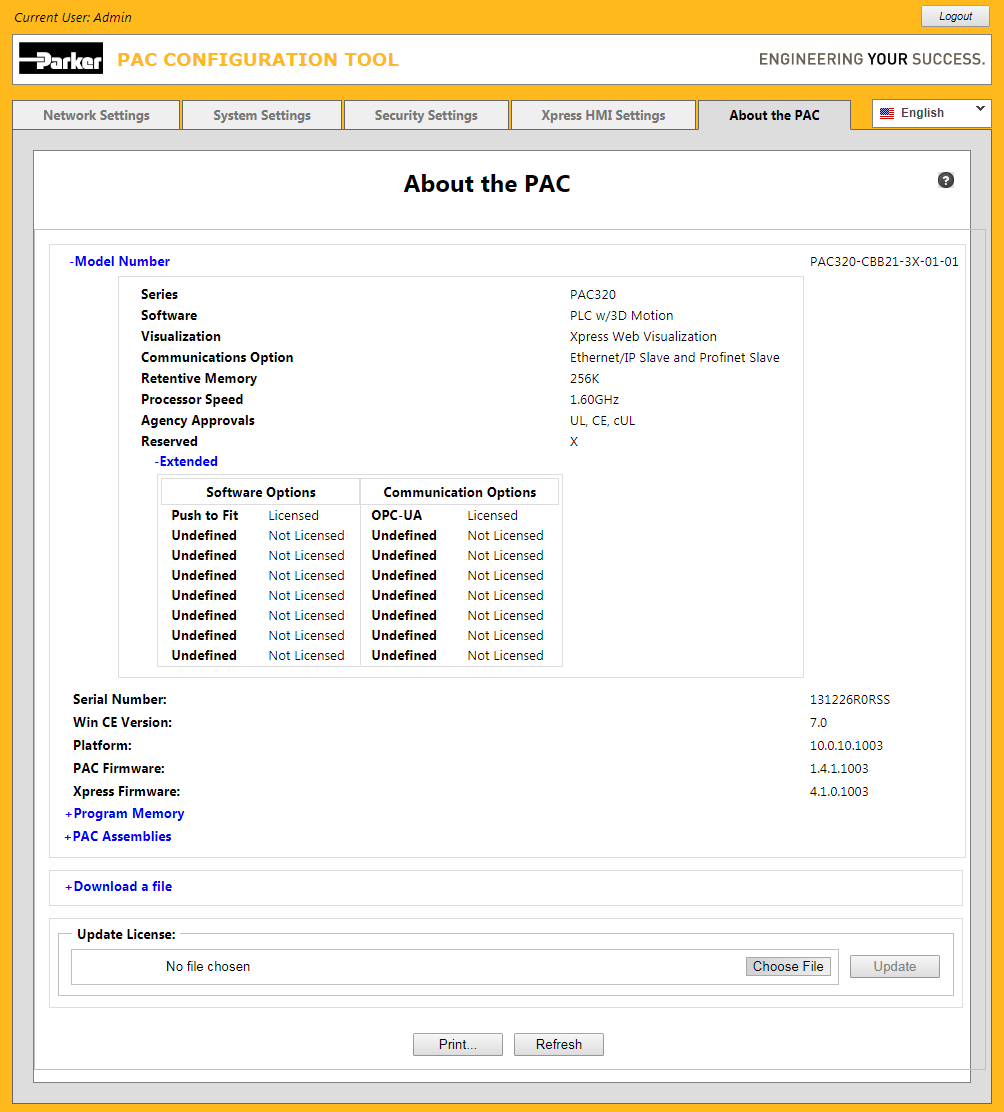 Current User: Admin
Logout
Parker PAC CONFIGURATION TOOL ENGINEERING YOUR SUCCESS.
Network Settings System Settings Security Settings Xpress HMI Settings About the PAC English
About the PAC ?
-Model Number PAC320-CBB21-3X-01-01
Series PAC320
Software PLC w/3D Motion
Visualization Xpress Web Visualization
Communications Option Ethernet/IP Slave and Profinet Slave
Retentive Memory 256K
Processor Speed 1.60GHz
Agency Approvals UL, CE, cUL
Reserved X
-Extended
Software Options Communication Options
Push to Fit Licensed OPC-UA Licensed
Undefined Not Licensed Undefined Not Licensed
Undefined Not Licensed Undefined Not Licensed
Undefined Not Licensed Undefined Not Licensed
Undefined Not Licensed Undefined Not Licensed
Undefined Not Licensed Undefined Not Licensed
Undefined Not Licensed Undefined Not Licensed
Undefined Not Licensed Undefined Not Licensed
Serial Number: 131226R0RSS
Win CE Version: 7.0
Platform: 10.0.10.1003
PAC Firmware: 1.4.1.1003
Xpress Firmware: 4.1.0.1003
+Program Memory
+PAC Assemblies
+Download a file
Update License:
No file chosen Choose File Update
Print... Refresh